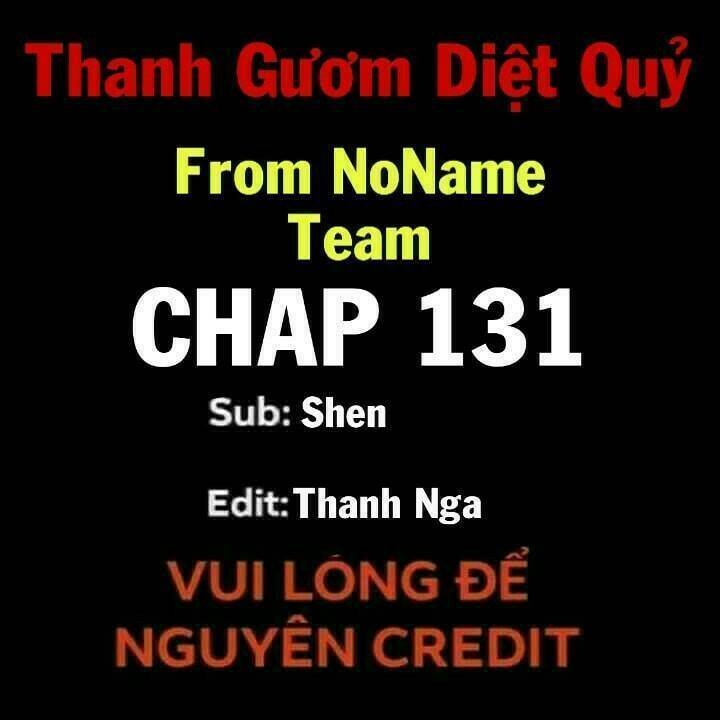 Thanh Gươm Diệt Quỷ
From NoName
Team
CHAP 131
Sub: Shen
Edit: Thanh Nga
VUI LÒNG ĐỂ
NGUYÊN CREDIT